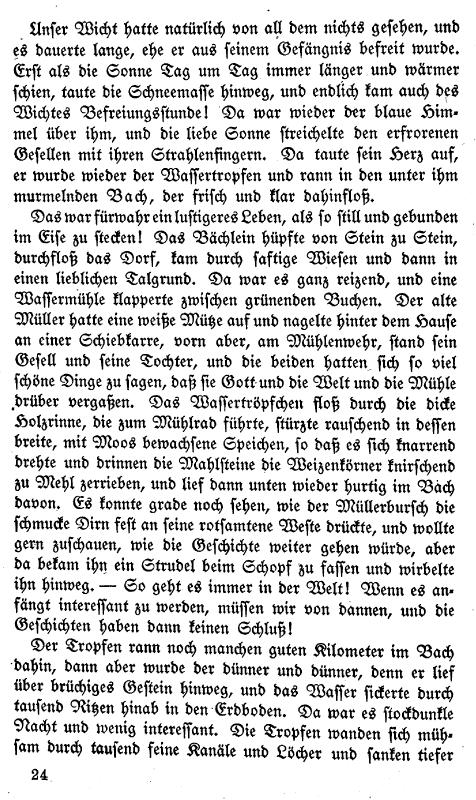 Unser Wicht hatte natürlich von all dem nichts gesehen, und
es dauerte lange, ehe er aus seinem Gefängnis befreit wurde.
Erst als die Sonne Tag um Tag immer länger und wärmer
schien, taute die Schneemasse hinweg, und endlich kam auch des
Wichtes Befreiungsstunde! Da war wieder der blaue Him-
mel über ihm, und die liebe Sonne streichelte den erfrorenen
Gesellen mit ihren Strahlenfingern. Da taute sein Herz auf,
er wurde wieder der Wassertropfen und rann in den unter ihm
murmelnden Bach, der frisch und klar dahinfloß.
Das war fürwahr ein lustigeres Leben, als so still und gebunden
im Eise zu stecken! Das Bächlein hüpfte von Stein zu Stein,
durchfloß das Dorf, kam durch saftige Wiesen und dann in
einen lieblichen Talgrund. Da war es ganz reizend, und eine
Wassermühle klapperte zwischen grünenden Buchen. Der alte
Müller hatte eine weiße Mütze auf und nagelte hinter dem Hause
an einer Schiebkarre, vorn aber, am Mühlenwehr, stand sein
Gesell und seine Tochter, und die beiden hatten sich so viel
schöne Dinge zu sagen, daß sie Gott und die Welt und die Mühle
drüber vergaßen. Das Wassertröpfchen floß durch die dicke
Holzrinne, die zum Mühlrad führte, stürzte rauschend in dessen
breite, mit Moos bewachsene Speichen, so daß es sich knarrend
drehte und drinnen die Mahlsteine die Weizenkörner knirschend
zu Mehl zerrieben, und lief dann unten wieder hurtig im Bach
davon. Es konnte grade noch sehen, wie der Müllerbursch die
schmucke Dirn fest an seine rotsamtene Weste drückte, und wollte
gern zuschauen, wie die Geschichte weiter gehen würde, aber
da bekam ihn ein Strudel beim Schopf zu fassen und wirbelte
ihn hinweg. — So geht es immer in der Welt! Wenn es an-
fängt interessant zu werden, müssen wir von dannen, und die
Geschichten haben dann keinen Schluß!
Der Tropfen rann noch manchen guten Kilometer im Bach
dahin, dann aber wurde der dünner und dünner, denn er lief
über brüchiges Gestein hinweg, und das Wasser sickerte durch
tausend Ritzen hinab in den Erdboden. Da war es stockdunkle
Nacht und wenig interessant. Die Tropfen wanden sich müh-
sam durch tausend feine Kanäle und Löcher und sanken tiefer
24